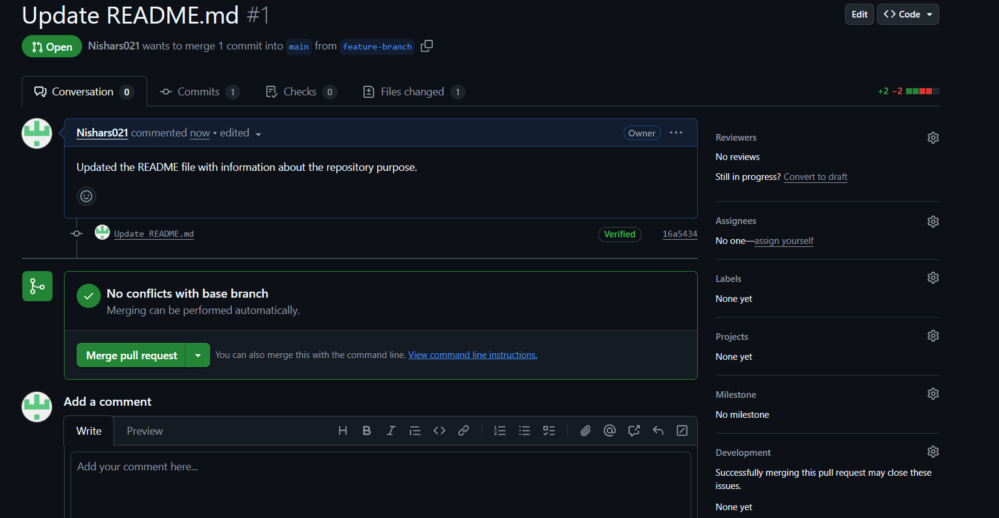 Update README.md #1
Edit
Code
Open
Nishars021 wants to merge 1 commit into main from feature-branch
Conversation 0
Commits 1
Checks 0
Files changed 1
+2 −2
Nishars021 commented now • edited
Owner
Updated the README file with information about the repository purpose.
Update README.md
Verified
16a5434
No conflicts with base branch
Merging can be performed automatically.
Merge pull request
You can also merge this with the command line. View command line instructions.
Add a comment
Write
Preview
Add your comment here...
Reviewers
No reviews
Still in progress? Convert to draft
Assignees
No one—assign yourself
Labels
None yet
Projects
None yet
Milestone
No milestone
Development
Successfully merging this pull request may close these
issues.
None yet